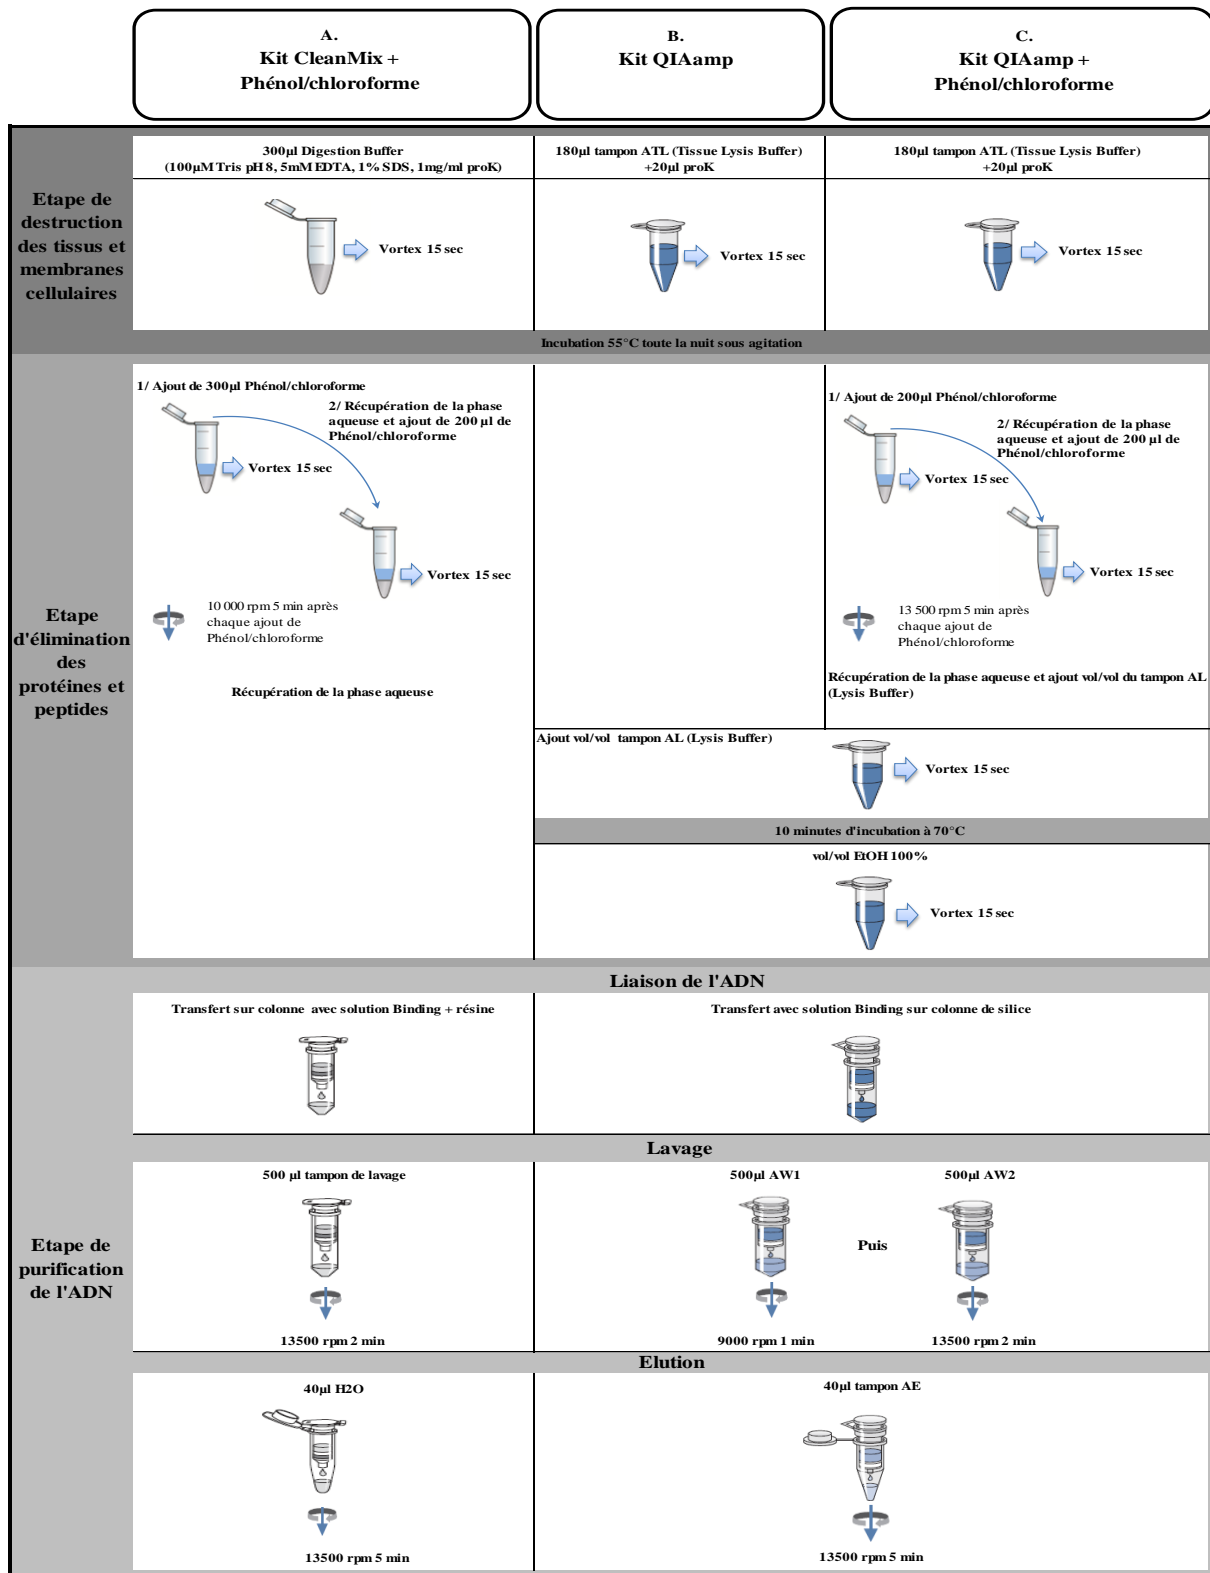 A.
Kit CleanMix +
Phénol/chloroforme
B.
Kit QIAamp
C.
Kit QIAamp +
Phénol/chloroforme
Etape de
destruction
des tissus et
membranes
cellulaires
300µl Digestion Buffer
(100µM Tris pH 8, 5mM EDTA, 1% SDS, 1mg/ml proK)
180µl tampon ATL (Tissue Lysis Buffer)
+20µl proK
180µl tampon ATL (Tissue Lysis Buffer)
+20µl proK
Vortex 15 sec
Vortex 15 sec
Vortex 15 sec
Incubation 55°C toute la nuit sous agitation
Etape
d'élimination
des
protéines et
peptides
1/ Ajout de 300µl Phénol/chloroforme
2/ Récupération de la phase
aqueuse et ajout de 200 µl de
Phénol/chloroforme
Vortex 15 sec
Vortex 15 sec
10 000 rpm 5 min après
chaque ajout de
Phénol/chloroforme
Récupération de la phase aqueuse
1/ Ajout de 200µl Phénol/chloroforme
2/ Récupération de la phase
aqueuse et ajout de 200 µl de
Phénol/chloroforme
Vortex 15 sec
Vortex 15 sec
13 500 rpm 5 min après
chaque ajout de
Phénol/chloroforme
Récupération de la phase aqueuse et ajout vol/vol du tampon AL
(Lysis Buffer)
Ajout vol/vol tampon AL (Lysis Buffer)
Vortex 15 sec
10 minutes d'incubation à 70°C
vol/vol EtOH 100%
Vortex 15 sec
Etape de
purification
de l'ADN
Liaison de l'ADN
Transfert sur colonne avec solution Binding + résine
Transfert avec solution Binding sur colonne de silice
Lavage
500 µl tampon de lavage
500µl AW1
500µl AW2
Puis
13500 rpm 2 min
9000 rpm 1 min
13500 rpm 2 min
Elution
40µl H2O
40µl tampon AE
13500 rpm 5 min
13500 rpm 5 min